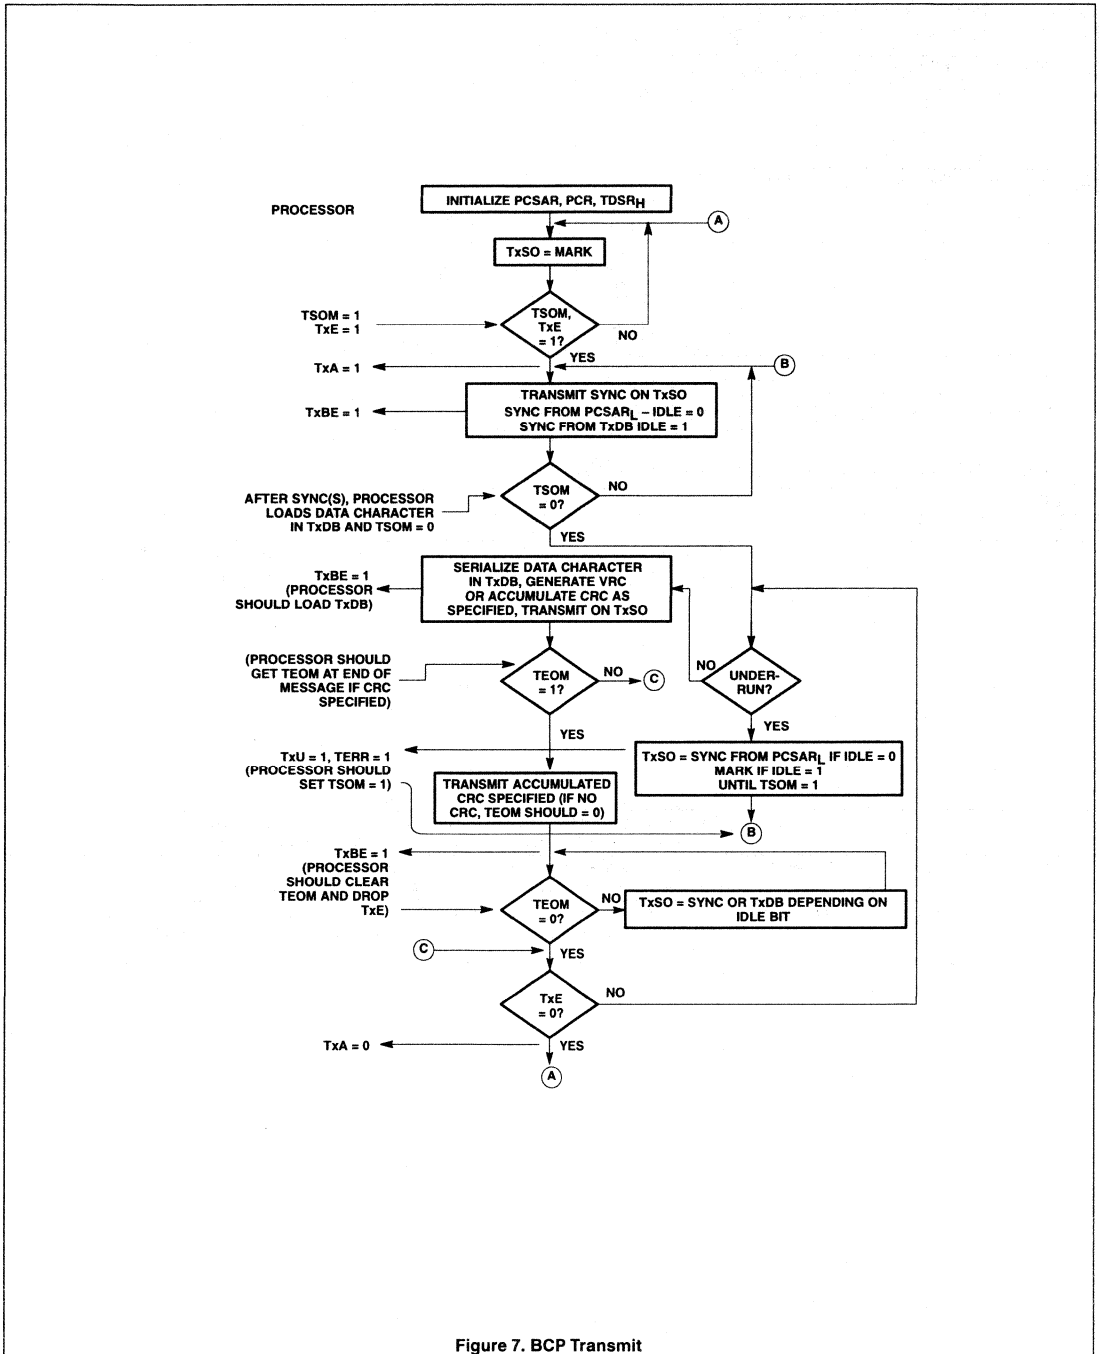 INITIALIZE PCSAR, PCR, TDSRH
PROCESSOR
A
TxSO = MARK
TSOM,
TxE
= 1?
TSOM = 1
TxE = 1
NO
YES
TxA = 1
B
TRANSMIT SYNC ON TxSO
SYNC FROM PCSARL – IDLE = 0
SYNC FROM TxDB IDLE = 1
TxBE = 1
TSOM
= 0?
NO
AFTER SYNC(S), PROCESSOR
LOADS DATA CHARACTER
IN TxDB AND TSOM = 0
YES
SERIALIZE DATA CHARACTER
IN TxDB, GENERATE VRC
OR ACCUMULATE CRC AS
SPECIFIED, TRANSMIT ON TxSO
TxBE = 1
(PROCESSOR
SHOULD LOAD TxDB)
(PROCESSOR SHOULD
GET TEOM AT END OF
MESSAGE IF CRC
SPECIFIED)
TEOM
= 1?
NO
C
NO
UNDER-
RUN?
YES
YES
TxU = 1, TERR = 1
(PROCESSOR SHOULD
SET TSOM = 1)
TRANSMIT ACCUMULATED
CRC SPECIFIED (IF NO
CRC, TEOM SHOULD = 0)
TxSO = SYNC FROM PCSARL IF IDLE = 0
MARK IF IDLE = 1
UNTIL TSOM = 1
B
TxBE = 1
(PROCESSOR
SHOULD CLEAR
TEOM AND DROP
TxE)
TEOM
= 0?
NO
TxSO = SYNC OR TxDB DEPENDING ON
IDLE BIT
C
YES
TxE
= 0?
NO
TxA = 0
YES
A
Figure 7. BCP Transmit